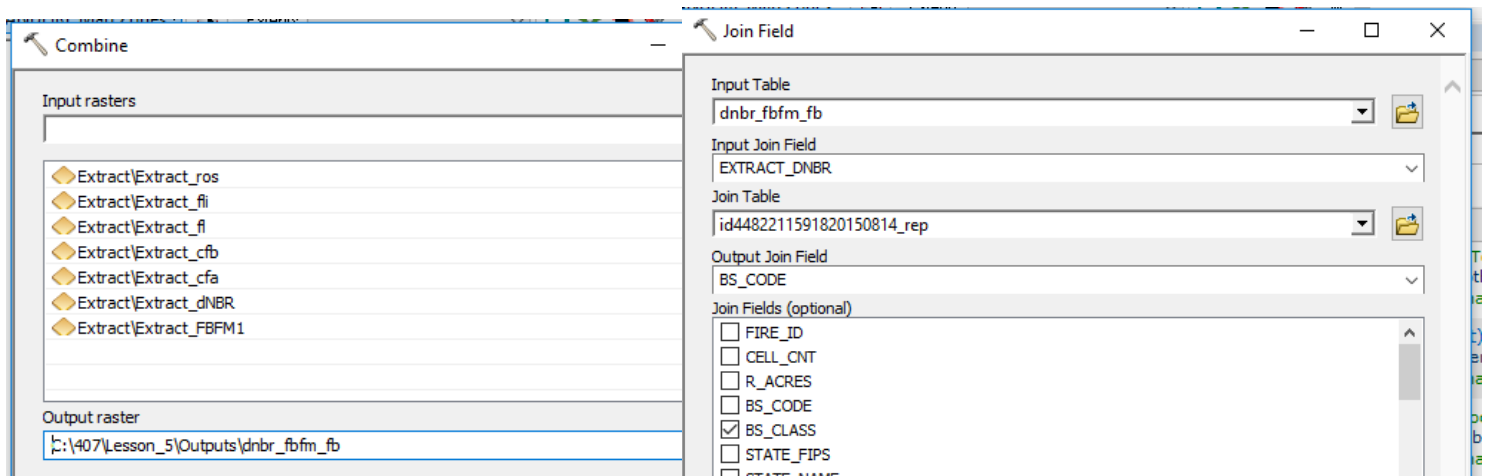 Combine
Input rasters
Extract\Extract_ros
Extract\Extract_fli
Extract\Extract_fl
Extract\Extract_cfb
Extract\Extract_cfa
Extract\Extract_dNBR
Extract\Extract_FBFM1
Output raster
C:\407\Lesson_5\Outputs\dnbr_fbfm_fb
Join Field
Input Table
dnbr_fbfm_fb
Input Join Field
EXTRACT_DNBR
Join Table
id4482211591820150814_rep
Output Join Field
BS_CODE
Join Fields (optional)
FIRE_ID
CELL_CNT
R_ACRES
BS_CODE
BS_CLASS
STATE_FIPS
STATE_NAME